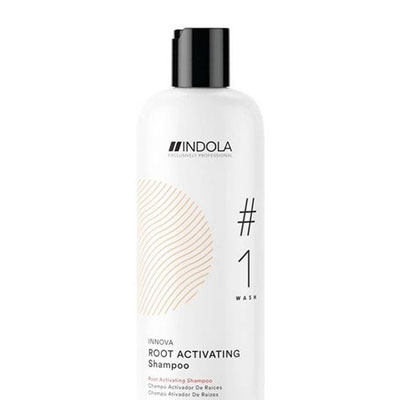 //INDOLA
EXCLUSIVELY PROFESSIONAL
#
1
WASH
INNOVA
ROOT ACTIVATING
Shampoo
Root Activating Shampoo
Champú Activador De Raíces
Champô Ativador De Raízes